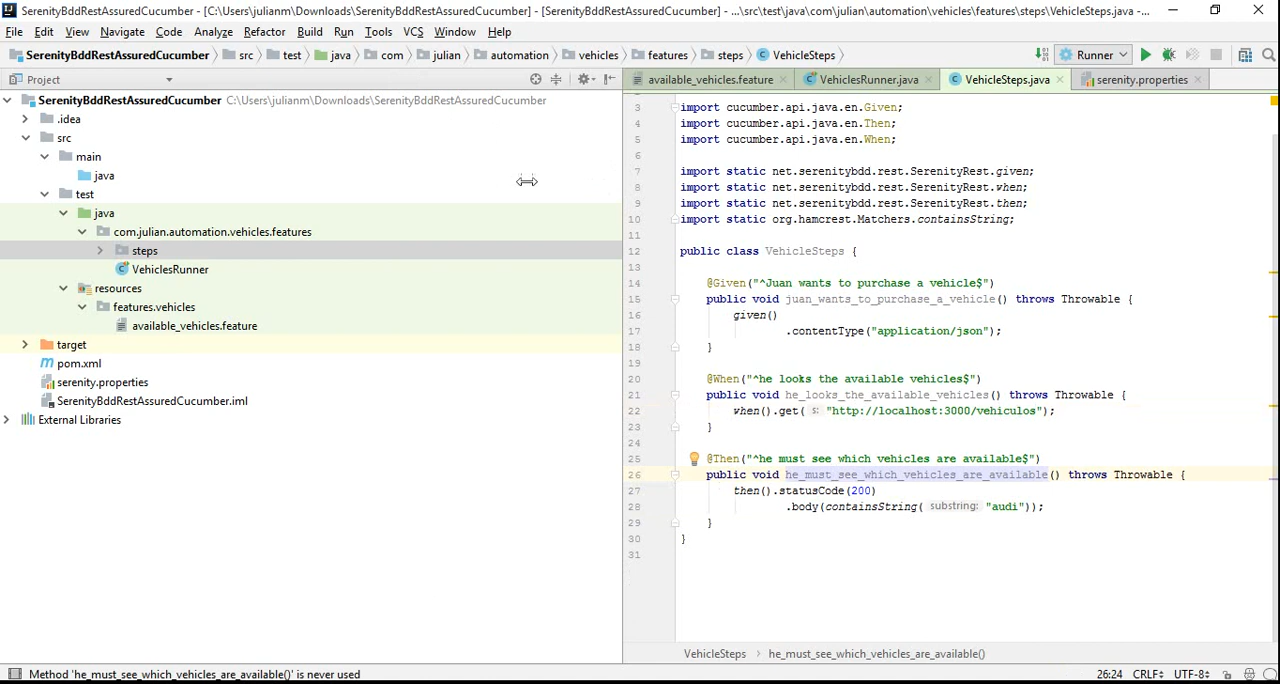 SerenityBddRestAssuredCucumber - [C:\Users\julianm\Downloads\SerenityBddRestAssuredCucumber] - [SerenityBddRestAssuredCucumber] - ...\src\test\java\com\julian\automation\vehicles\features\steps\VehicleSteps.java -...
File Edit View Navigate Code Analyze Refactor Build Run Tools VCS Window Help
SerenityBddRestAssuredCucumber src test java com julian automation vehicles features steps VehicleSteps Runner
Project available_vehicles.feature VehiclesRunner.java VehicleSteps.java serenity.properties
SerenityBddRestAssuredCucumber C:\Users\julianm\Downloads\SerenityBddRestAssuredCucumber
.idea
src
main
java
test
java
com.julian.automation.vehicles.features
steps
VehiclesRunner
resources
features.vehicles
available_vehicles.feature
target
pom.xml
serenity.properties
SerenityBddRestAssuredCucumber.iml
External Libraries
3 import cucumber.api.java.en.Given;
4 import cucumber.api.java.en.Then;
5 import cucumber.api.java.en.When;
6
7 import static net.serenitybdd.rest.SerenityRest.given;
8 import static net.serenitybdd.rest.SerenityRest.when;
9 import static net.serenitybdd.rest.SerenityRest.then;
10 import static org.hamcrest.Matchers.containsString;
11
12 public class VehicleSteps {
13
14 @Given("^Juan wants to purchase a vehicle$")
15 public void juan_wants_to_purchase_a_vehicle() throws Throwable {
16 given()
17 .contentType("application/json");
18 }
19
20 @When("^he looks the available vehicles$")
21 public void he_looks_the_available_vehicles() throws Throwable {
22 when().get( s: "http://localhost:3000/vehiculos");
23 }
24
25 @Then("^he must see which vehicles are available$")
26 public void he_must_see_which_vehicles_are_available() throws Throwable {
27 then().statusCode(200)
28 .body(containsString( substring: "audi"));
29 }
30 }
31
VehicleSteps he_must_see_which_vehicles_are_available()
Method 'he_must_see_which_vehicles_are_available()' is never used 26:24 CRLF UTF-8